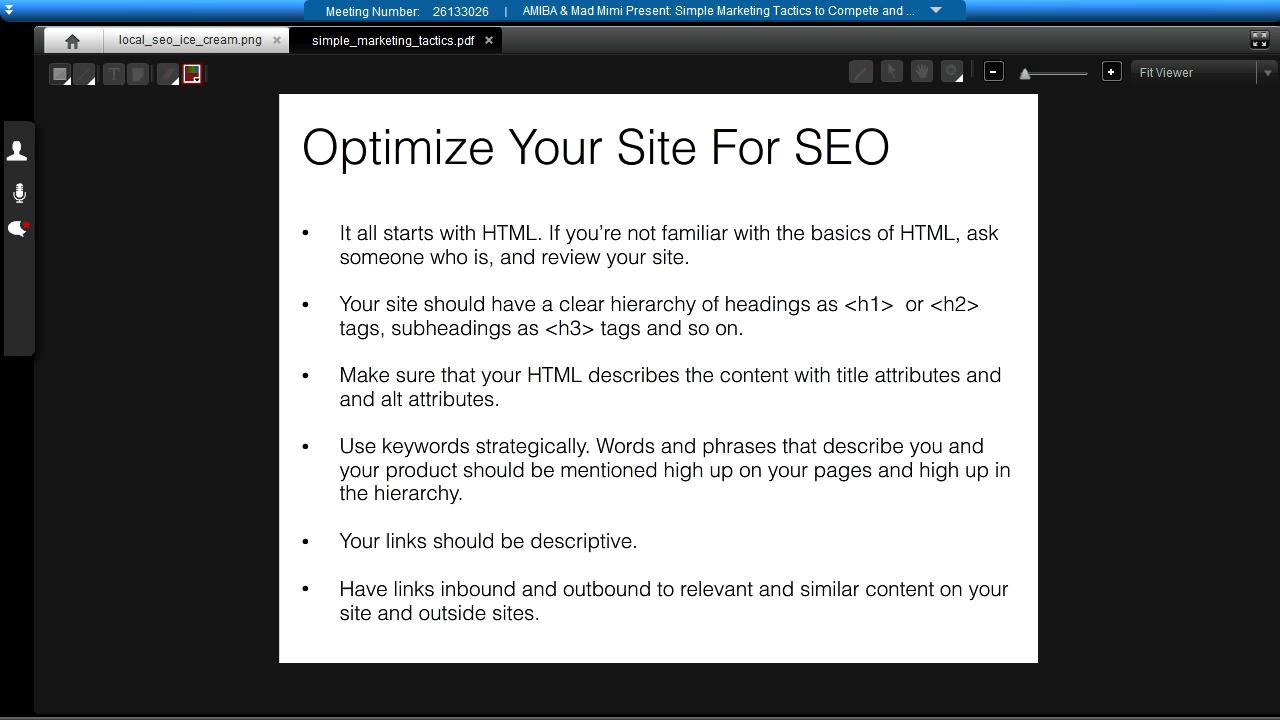 Meeting Number: 26133026 | AMIBA & Mad Mimi Present: Simple Marketing Tactics to Compete and ...
local_seo_ice_cream.png simple_marketing_tactics.pdf
T Fit Viewer
Optimize Your Site For SEO
• It all starts with HTML. If you’re not familiar with the basics of HTML, ask
someone who is, and review your site.
• Your site should have a clear hierarchy of headings as <h1> or <h2>
tags, subheadings as <h3> tags and so on.
• Make sure that your HTML describes the content with title attributes and
and alt attributes.
• Use keywords strategically. Words and phrases that describe you and
your product should be mentioned high up on your pages and high up in
the hierarchy.
• Your links should be descriptive.
• Have links inbound and outbound to relevant and similar content on your
site and outside sites.